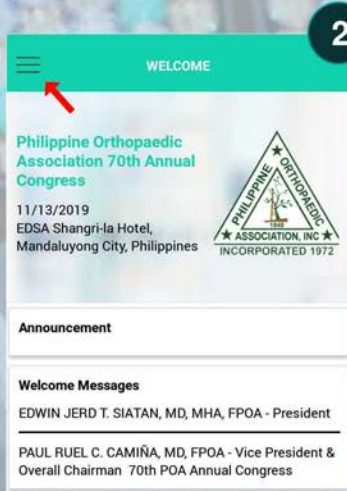 2
WELCOME
Philippine Orthopaedic
Association 70th Annual
Congress
11/13/2019
EDSA Shangri-la Hotel,
Mandaluyong City, Philippines
PHILIPPINE ORTHOPAEDIC
1949
★ ASSOCIATION, INC ★
INCORPORATED 1972
Announcement
Welcome Messages
EDWIN JERD T. SIATAN, MD, MHA, FPOA - President
PAUL RUEL C. CAMIÑA, MD, FPOA - Vice President &
Overall Chairman 70th POA Annual Congress